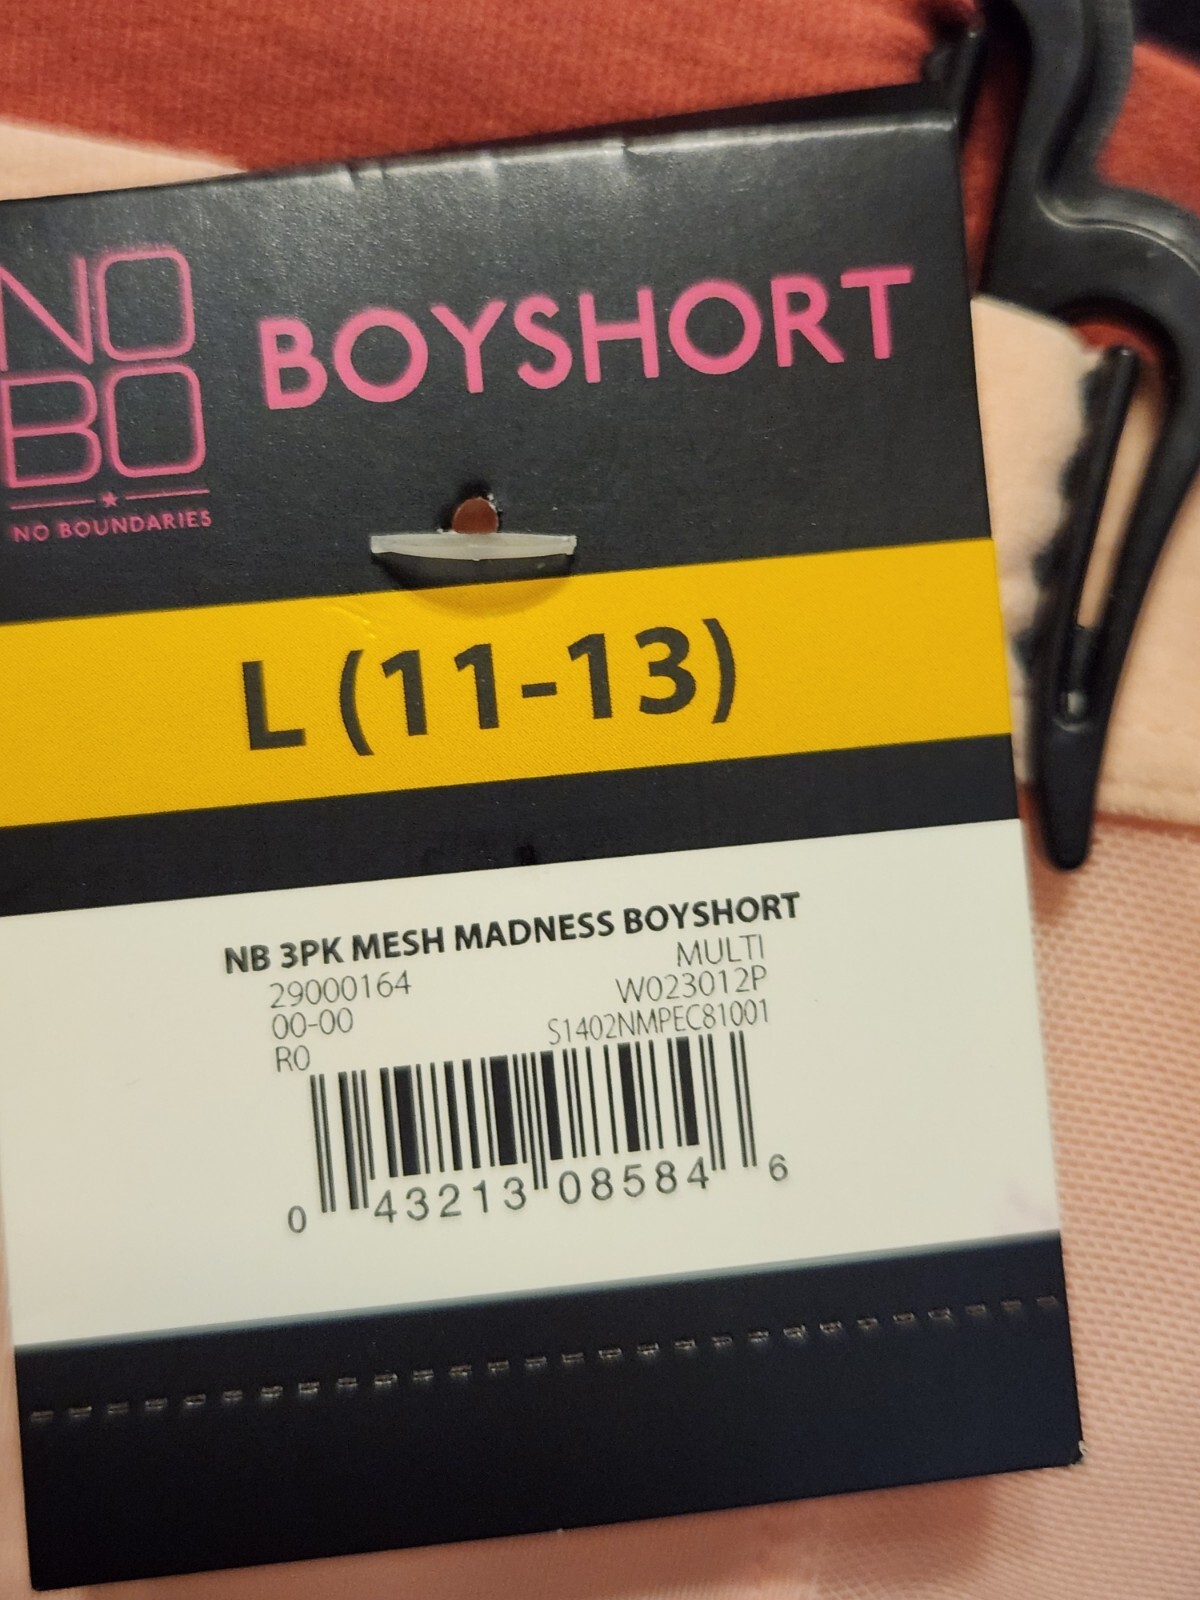 NO
BO
NO BOUNDARIES
BOYSHORT
L (11-13)
NB 3PK MESH MADNESS BOYSHORT
29000164 MULTI
00-00 W023012P
R0 S1402NMPEC81001
0 43213 08584 6